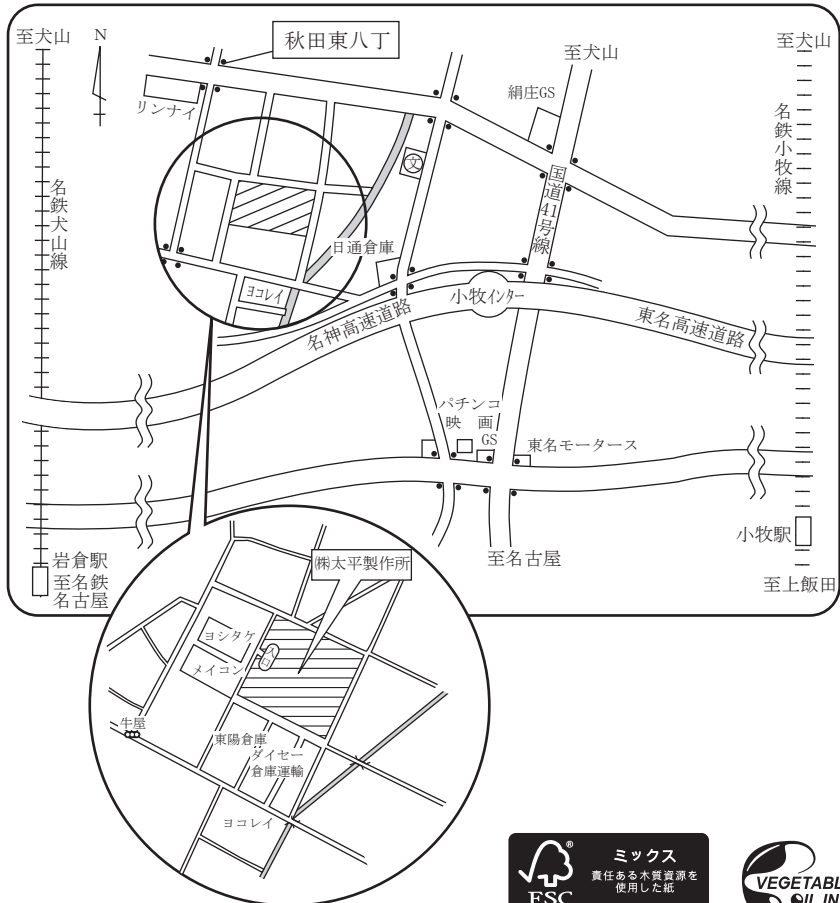 至犬山
N
秋田東八丁
至犬山
至犬山
リンナイ
絹庄GS
名鉄小牧線
文
国道41号線
名鉄犬山線
日通倉庫
ヨコレイ
小牧インター
名神高速道路
東名高速道路
パチンコ
映画
GS
東名モータース
岩倉駅
至名鉄
名古屋
至名古屋
小牧駅
至上飯田
㈱太平製作所
ヨシタケ
入口
メイコン
牛屋
東陽倉庫
ダイセー
倉庫運輸
ヨコレイ
®
ミックス
責任ある木質資源を
使用した紙
FSC
VEGETABL
OIL IN